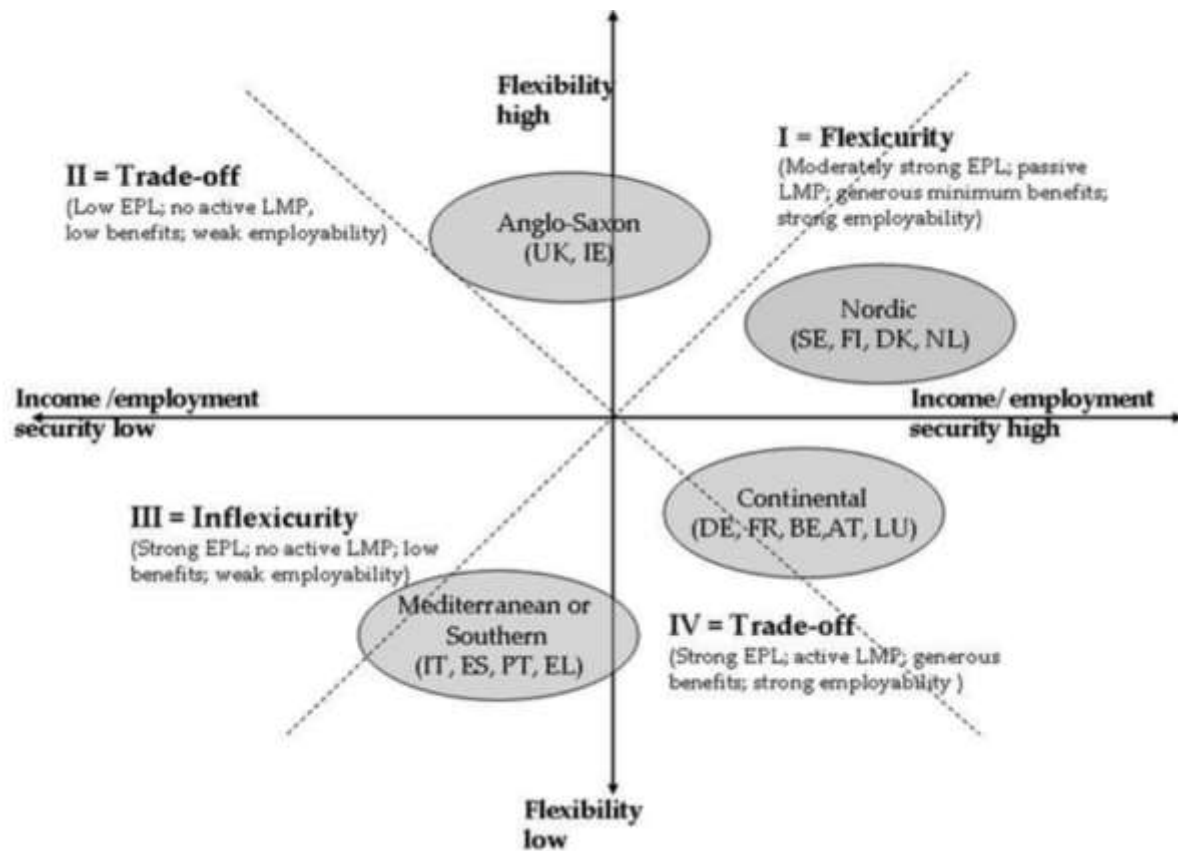 Flexibility
high
I = Flexicurity
(Moderately strong EPL; passive
LMP; generous minimum benefits;
strong employability)
II = Trade-off
(Low EPL; no active LMP,
low benefits; weak employability)
Anglo-Saxon
(UK, IE)
Nordic
(SE, FI, DK, NL)
Income /employment
security low
Income/ employment
security high
Continental
(DE, FR, BE,AT, LU)
III = Inflexicurity
(Strong EPL; no active LMP; low
benefits; weak employability)
Mediterranean or
Southern
(IT, ES, PT, EL)
IV = Trade-off
(Strong EPL; active LMP; generous
benefits; strong employability )
Flexibility
low